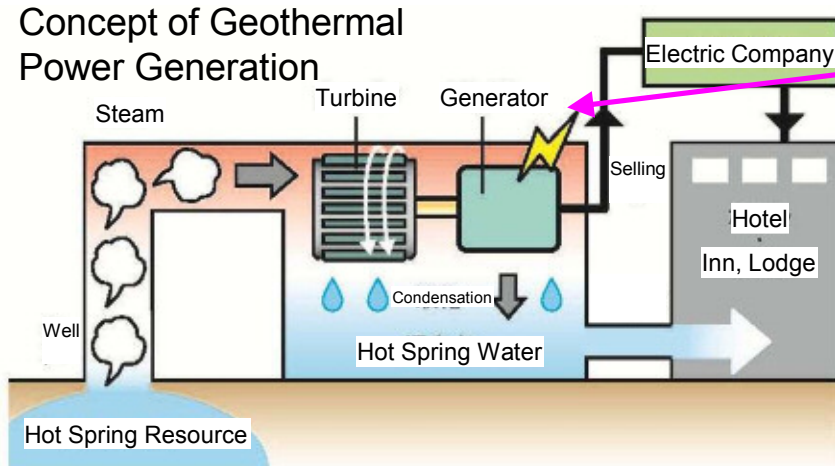 Concept of Geothermal
Power Generation
Electric Company
Turbine
Generator
Steam
Selling
Hotel
Inn, Lodge
Condensation
Well
Hot Spring Water
Hot Spring Resource